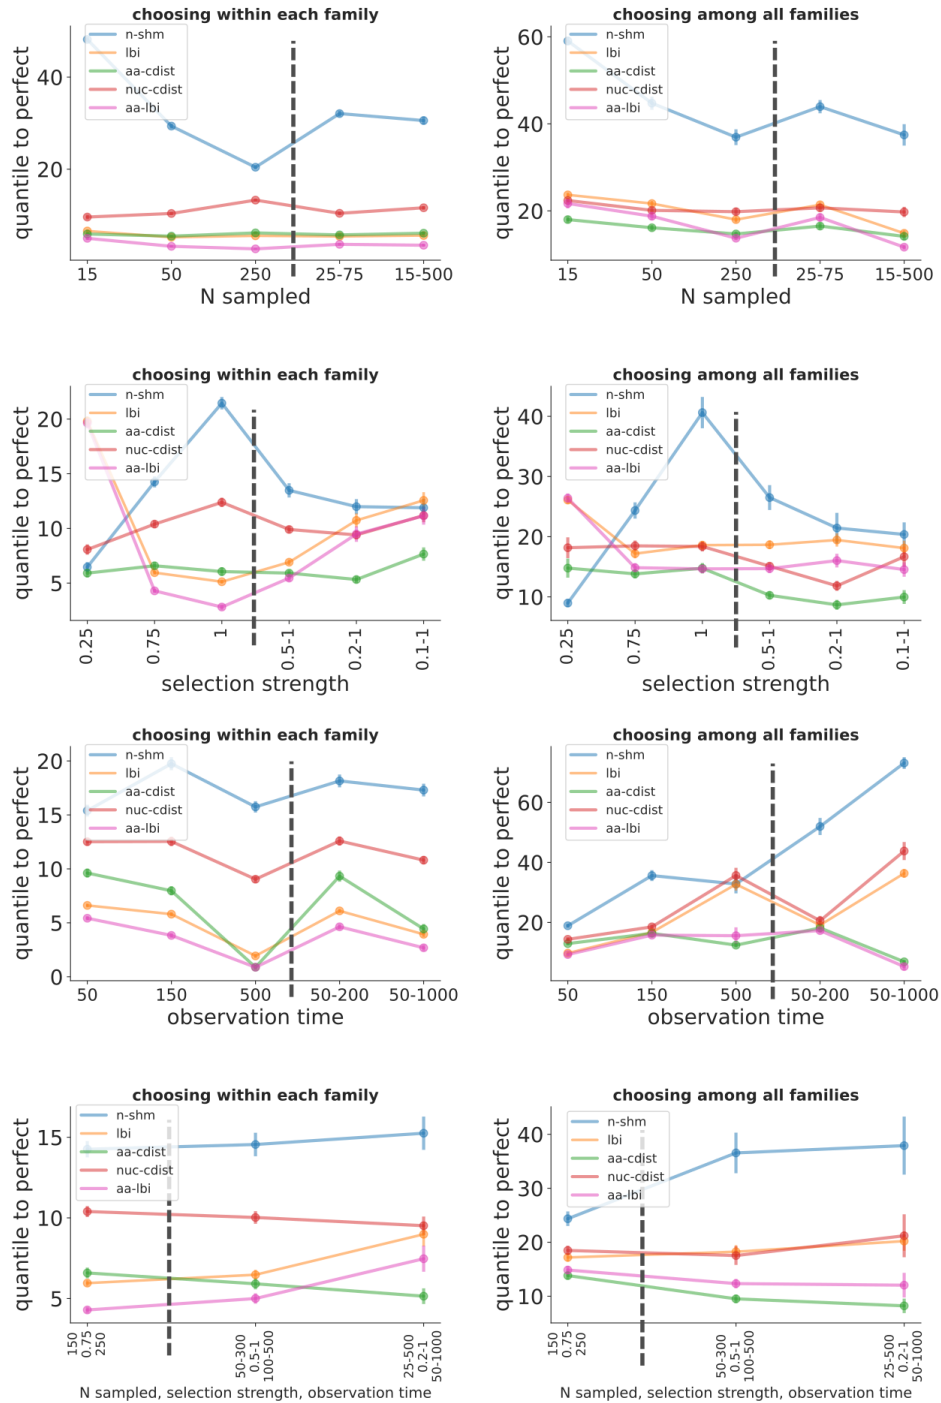 choosing within each family
quantile to perfect
40
20
n-shm
lbi
aa-cdist
nuc-cdist
aa-lbi
15 50 250 25-75 15-500
N sampled
choosing among all families
quantile to perfect
60
40
20
n-shm
lbi
aa-cdist
nuc-cdist
aa-lbi
15 50 250 25-75 15-500
N sampled
choosing within each family
quantile to perfect
20
15
10
5
n-shm
lbi
aa-cdist
nuc-cdist
aa-lbi
0.25 0.75 1 0.5-1 0.2-1 0.1-1
selection strength
choosing among all families
quantile to perfect
40
30
20
10
n-shm
lbi
aa-cdist
nuc-cdist
aa-lbi
0.25 0.75 1 0.5-1 0.2-1 0.1-1
selection strength
choosing within each family
quantile to perfect
20
15
10
5
0
n-shm
lbi
aa-cdist
nuc-cdist
aa-lbi
50 150 500 50-200 50-1000
observation time
choosing among all families
quantile to perfect
60
40
20
n-shm
lbi
aa-cdist
nuc-cdist
aa-lbi
50 150 500 50-200 50-1000
observation time
choosing within each family
quantile to perfect
15
10
5
n-shm
lbi
aa-cdist
nuc-cdist
aa-lbi
150
0.75
250
50-300
0.5-1
100-500
25-500
0.2-1
50-1000
N sampled, selection strength, observation time
choosing among all families
quantile to perfect
40
30
20
10
n-shm
lbi
aa-cdist
nuc-cdist
aa-lbi
150
0.75
250
50-300
0.5-1
100-500
25-500
0.2-1
50-1000
N sampled, selection strength, observation time